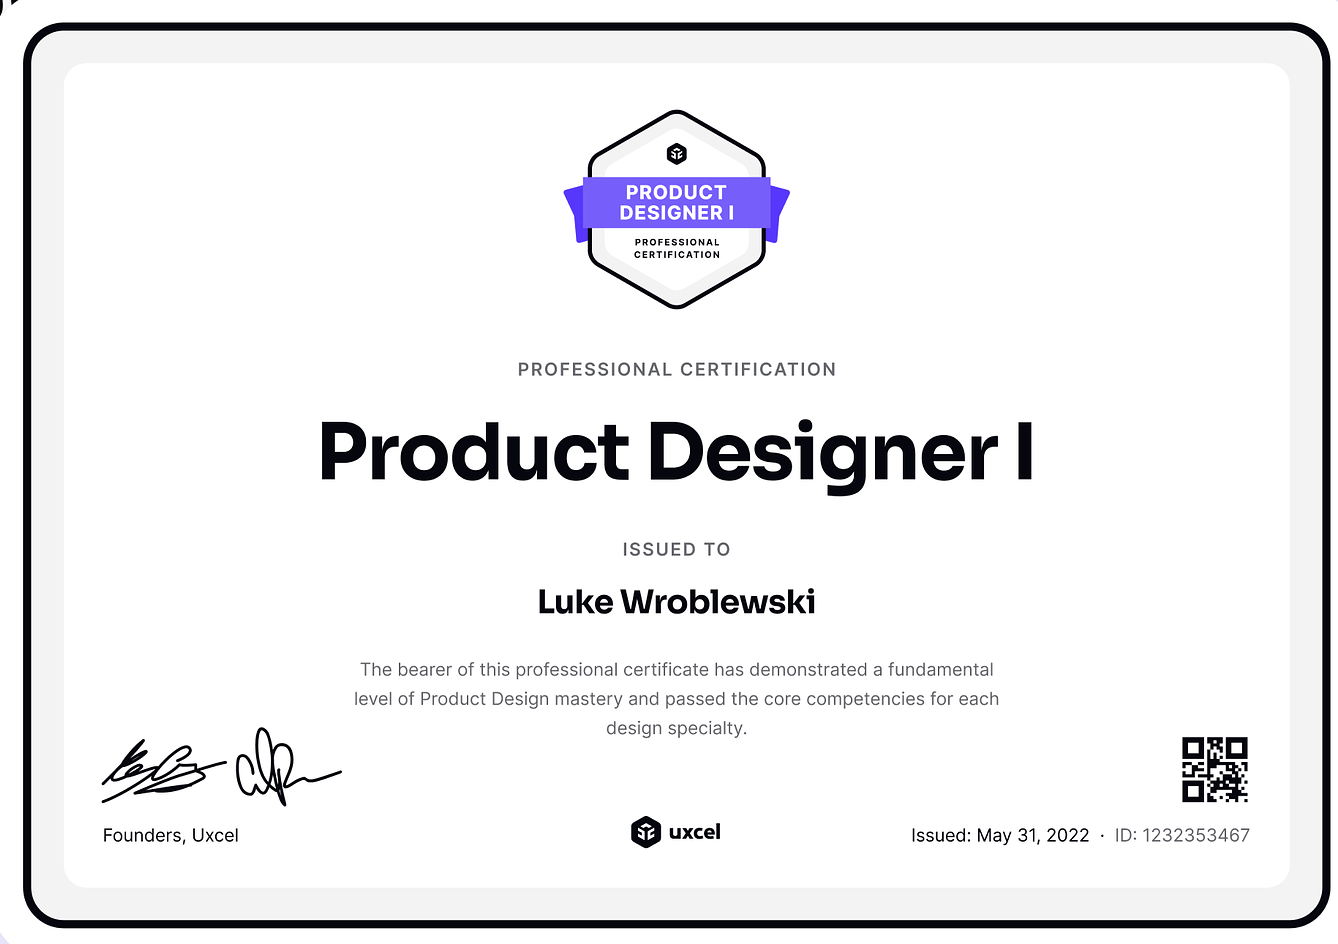 PRODUCT
DESIGNER I
PROFESSIONAL
CERTIFICATION
PROFESSIONAL CERTIFICATION
Product Designer I
ISSUED TO
Luke Wroblewski
The bearer of this professional certificate has demonstrated a fundamental
level of Product Design mastery and passed the core competencies for each
design specialty.
Founders, Uxcel
uxcel
Issued: May 31, 2022 · ID: 1232353467